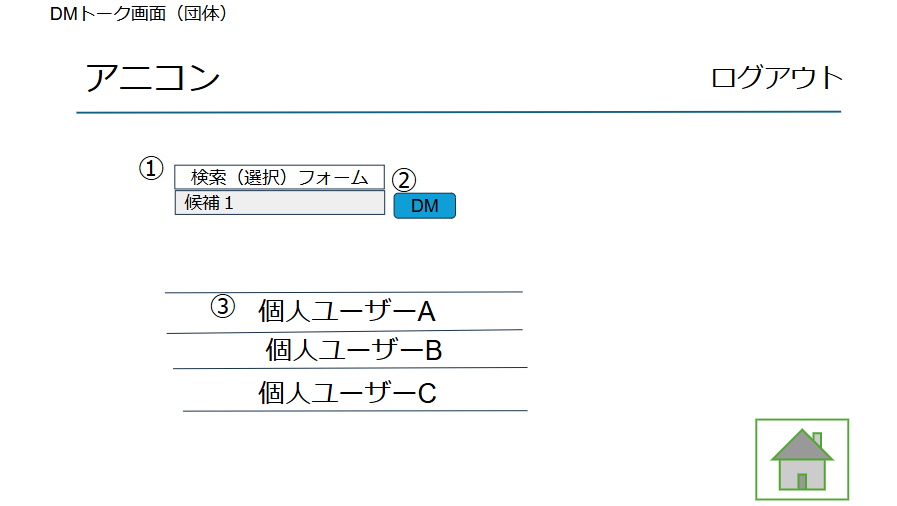 DMトーク画面（団体）
アニコン
ログアウト
①
検索（選択）フォーム
②
候補１
DM
③ 個人ユーザーA
個人ユーザーB
個人ユーザーC